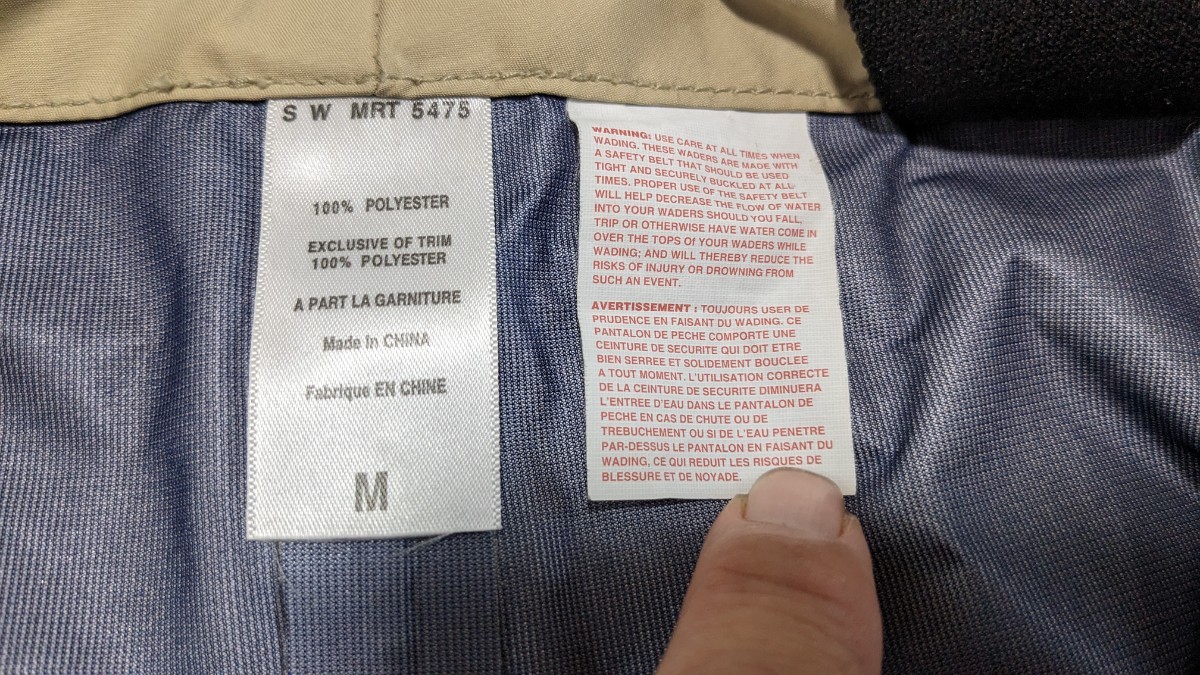 S W MRT 5475
100% POLYESTER
EXCLUSIVE OF TRIM
100% POLYESTER
A PART LA GARNITURE
Made In CHINA
Fabrique EN CHINE
M
WARNING: USE CARE AT ALL TIMES WHEN
WADING. THESE WADERS ARE MADE WITH
A SAFETY BELT THAT SHOULD BE USED
TIGHT AND SECURELY BUCKLED AT ALL
TIMES. PROPER USE OF THE SAFETY BELT
WILL HELP DECREASE THE FLOW OF WATER
INTO YOUR WADERS SHOULD YOU FALL,
TRIP OR OTHERWISE HAVE WATER COME IN
OVER THE TOPS Of YOUR WADERS WHILE
WADING; AND WILL THEREBY REDUCE THE
RISKS OF INJURY OR DROWNING FROM
SUCH AN EVENT.
AVERTISSEMENT : TOUJOURS USER DE
PRUDENCE EN FAISANT DU WADING. CE
PANTALON DE PECHE COMPORTE UNE
CEINTURE DE SECURITE QUI DOIT ETRE
BIEN SERREE ET SOLIDEMENT BOUCLEE
A TOUT MOMENT. L'UTILISATION CORRECTE
DE LA CEINTURE DE SECURITE DIMINUERA
L'ENTREE D'EAU DANS LE PANTALON DE
PECHE EN CAS DE CHUTE OU DE
TREBUCHEMENT OU SI DE L'EAU PENETRE
PAR-DESSUS LE PANTALON EN FAISANT DU
WADING, CE QUI REDUIT LES RISQUES DE
BLESSURE ET DE NOYADE.